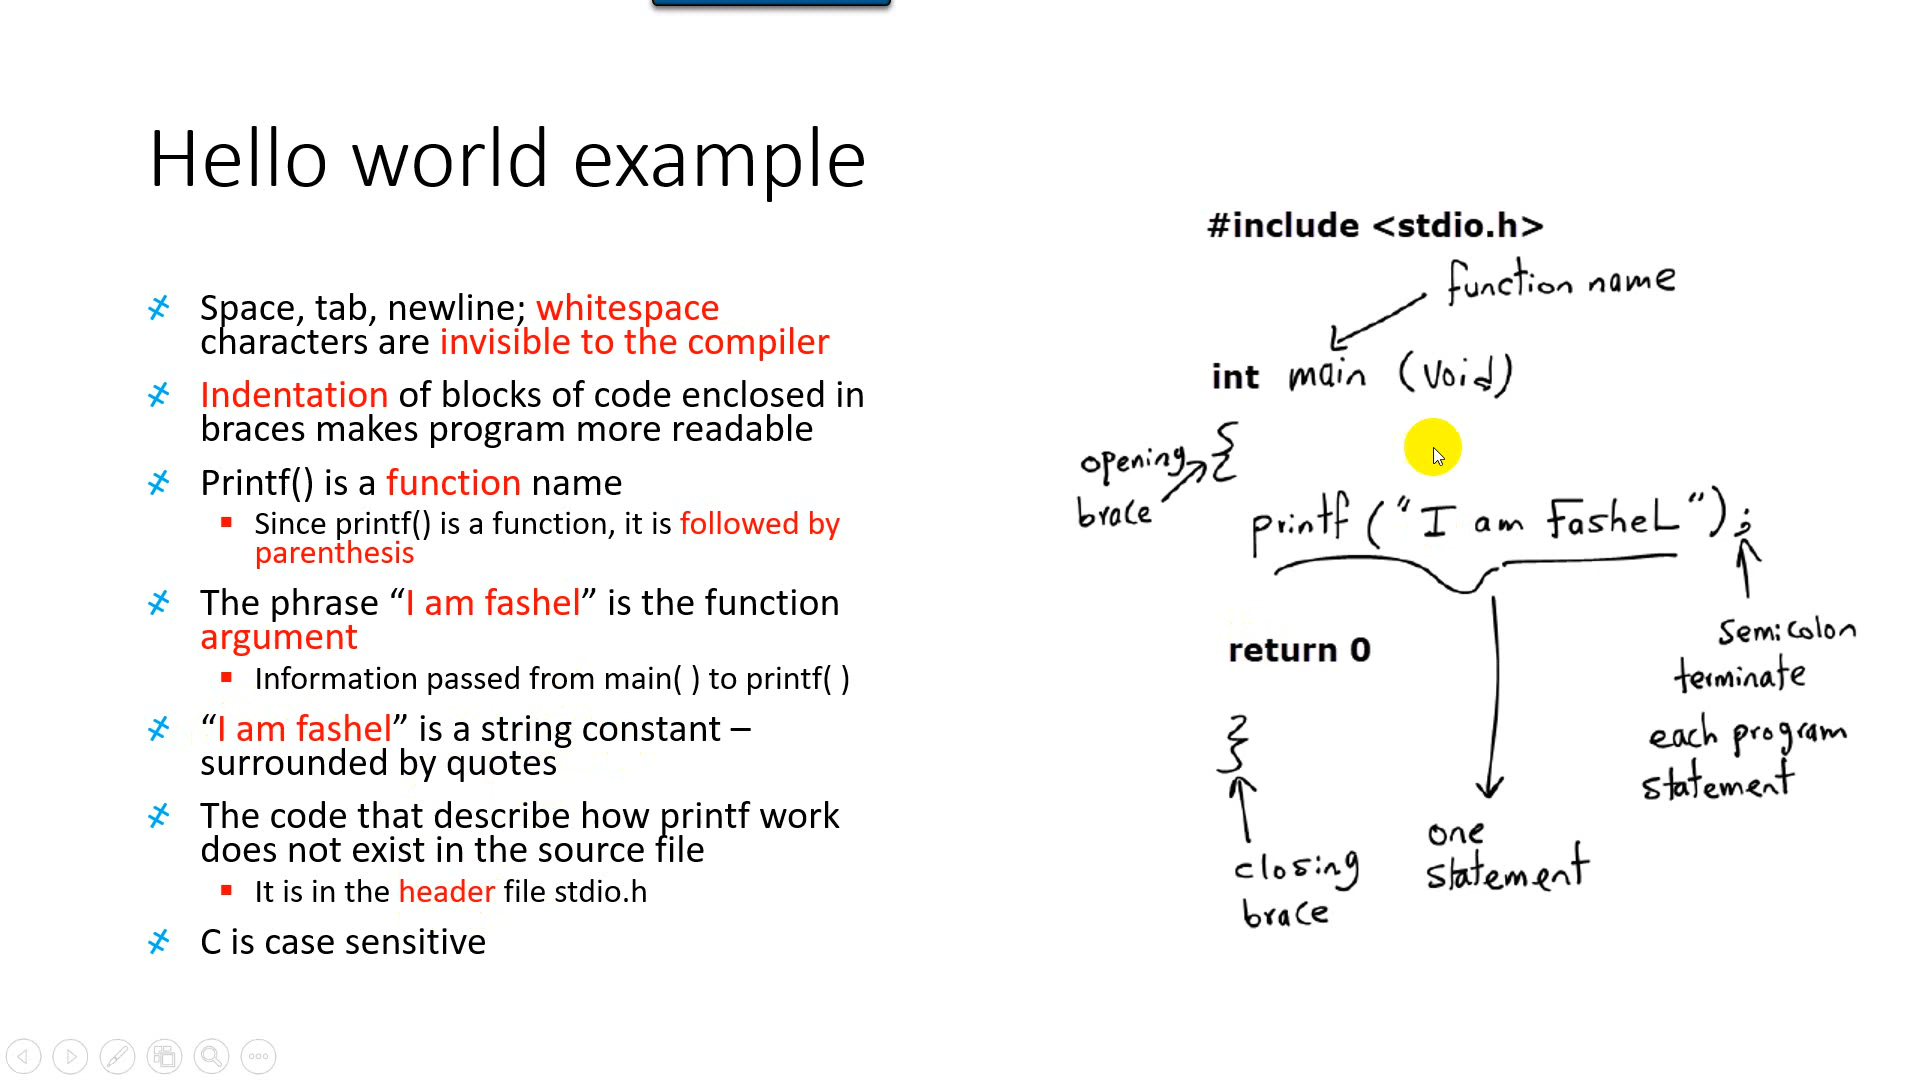 Hello world example
Space, tab, newline; whitespace
characters are invisible to the compiler
Indentation of blocks of code enclosed in
braces makes program more readable
Printf() is a function name
Since printf() is a function, it is followed by
parenthesis
The phrase “I am fashel” is the function
argument
Information passed from main( ) to printf( )
“I am fashel” is a string constant –
surrounded by quotes
The code that describe how printf work
does not exist in the source file
It is in the header file stdio.h
C is case sensitive
#include <stdio.h>
function name
int main (void)
{
opening
brace
printf ("I am Fashel");
semicolon
terminate
each program
statement
return 0
}
closing
brace
one
statement